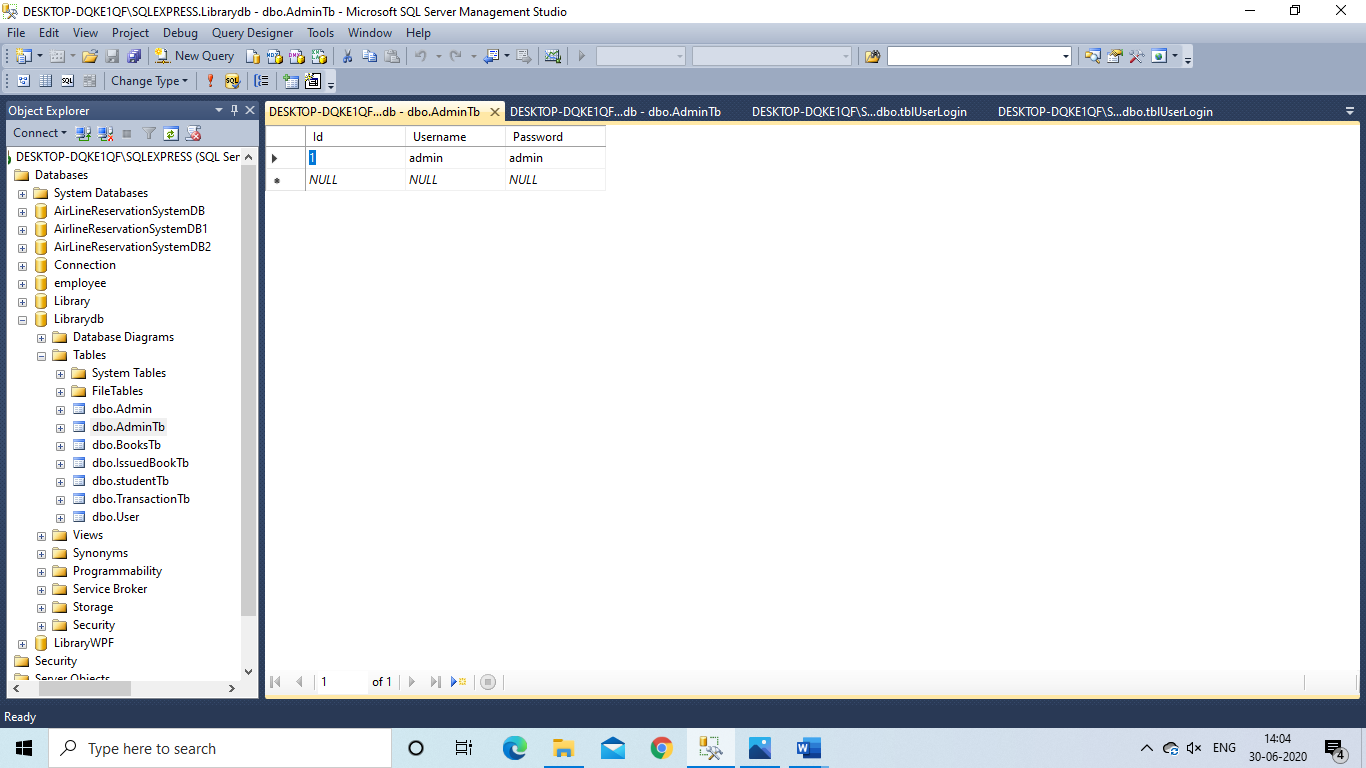 DESKTOP-DQKE1QF\SQLEXPRESS.Librarydb - dbo.AdminTb - Microsoft SQL Server Management Studio
File Edit View Project Debug Query Designer Tools Window Help
New Query
Change Type
Object Explorer
Connect
DESKTOP-DQKE1QF\SQLEXPRESS (SQL Ser
Databases
System Databases
AirLineReservationSystemDB
AirlineReservationSystemDB1
AirLineReservationSystemDB2
Connection
employee
Library
Librarydb
Database Diagrams
Tables
System Tables
FileTables
dbo.Admin
dbo.AdminTb
dbo.BooksTb
dbo.IssuedBookTb
dbo.studentTb
dbo.TransactionTb
dbo.User
Views
Synonyms
Programmability
Service Broker
Storage
Security
LibraryWPF
Security
Server Objects
DESKTOP-DQKE1QF...db - dbo.AdminTb DESKTOP-DQKE1QF...db - dbo.AdminTb DESKTOP-DQKE1QF\S...dbo.tblUserLogin DESKTOP-DQKE1QF\S...dbo.tblUserLogin
Id Username Password
1 admin admin
NULL NULL NULL
1 of 1
Ready
Type here to search
ENG
14:04
30-06-2020
4